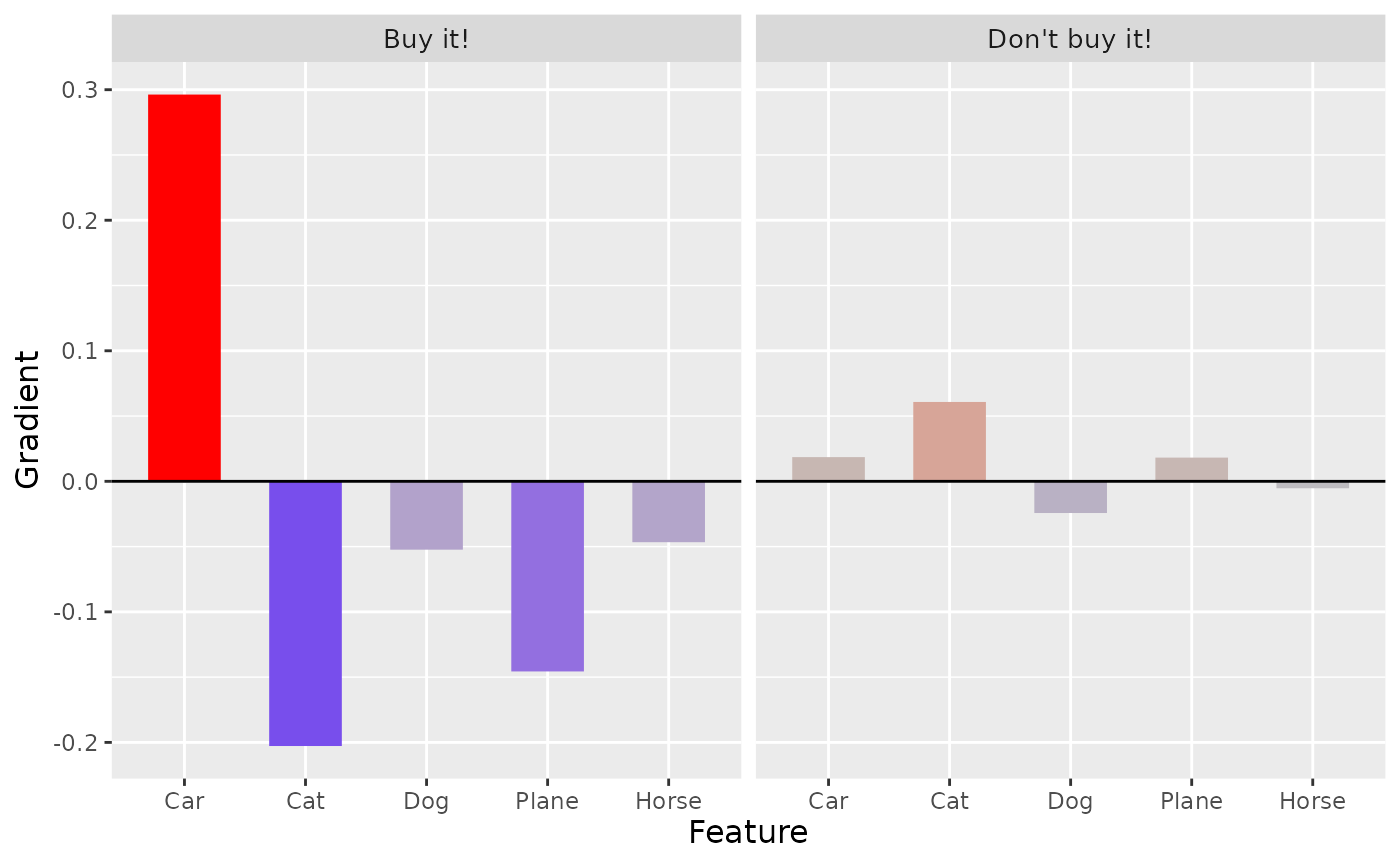 Buy it!
Don't buy it!
Gradient
0.3
0.2
0.1
0.0
-0.1
-0.2
Car Cat Dog Plane Horse
Car Cat Dog Plane Horse
Feature